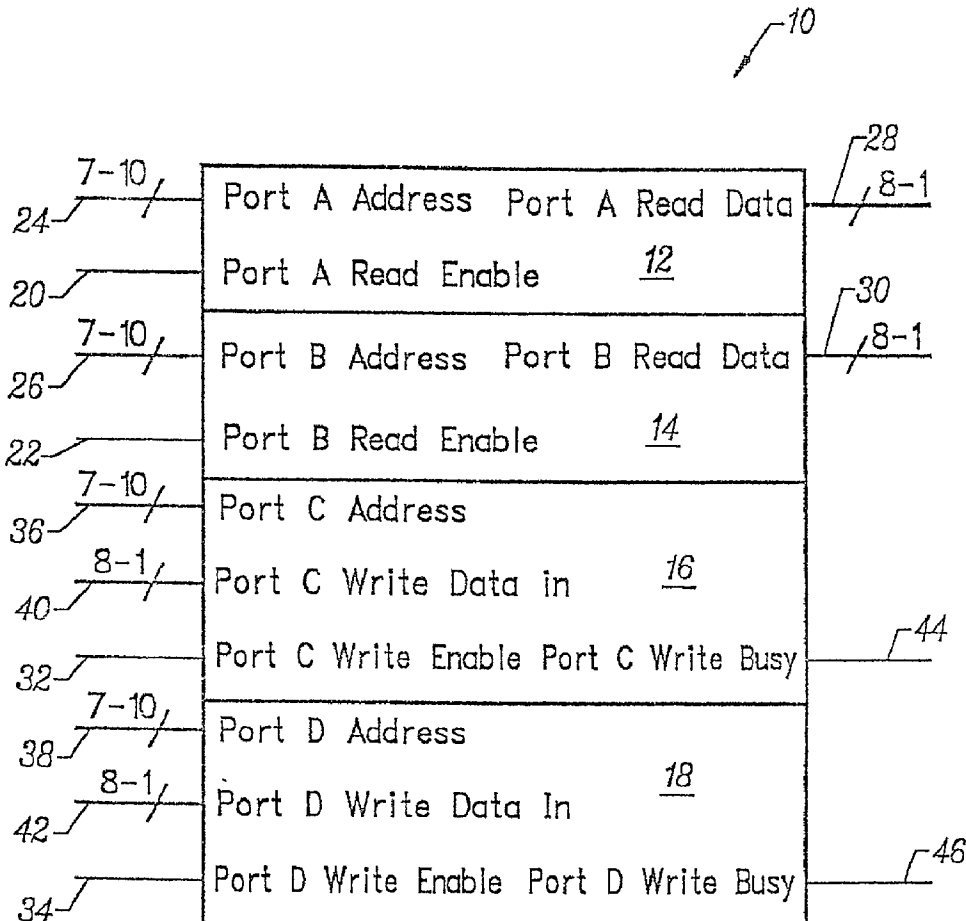 10
28
7-10
Port A Address Port A Read Data
8-1
24
Port A Read Enable 12
20
30
7-10
Port B Address Port B Read Data
8-1
26
Port B Read Enable 14
22
7-10
Port C Address
36
8-1
Port C Write Data in 16
40
44
Port C Write Enable Port C Write Busy
32
7-10
Port D Address
38
18
8-1
Port D Write Data In
42
46
Port D Write Enable Port D Write Busy
34